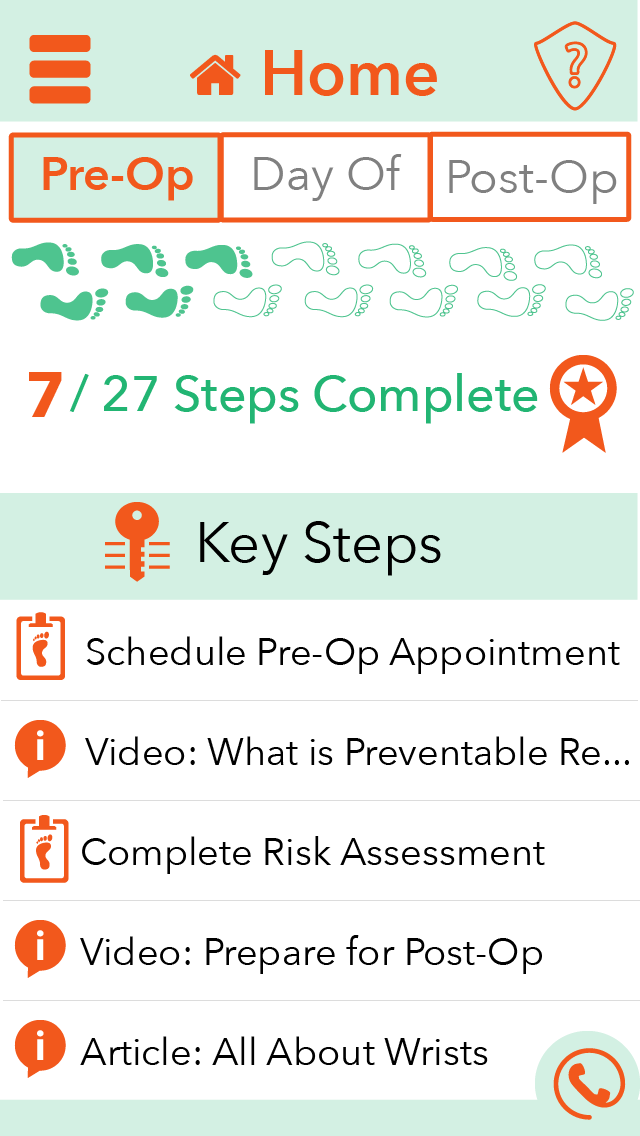 Home
Pre-Op Day Of Post-Op
7 / 27 Steps Complete
Key Steps
Schedule Pre-Op Appointment
Video: What is Preventable Re...
Complete Risk Assessment
Video: Prepare for Post-Op
Article: All About Wrists